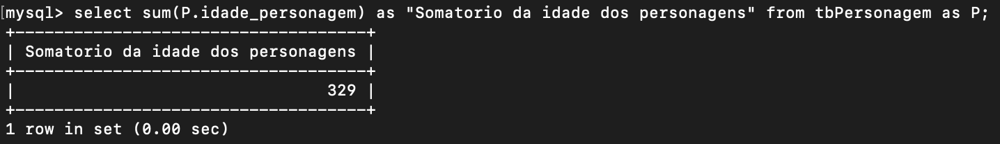 [mysql> select sum(P.idade_personagem) as "Somatorio da idade dos personagens" from tbPersonagem as P;
+------------------------------------+
| Somatorio da idade dos personagens |
+------------------------------------+
|                                329 |
+------------------------------------+
1 row in set (0.00 sec)